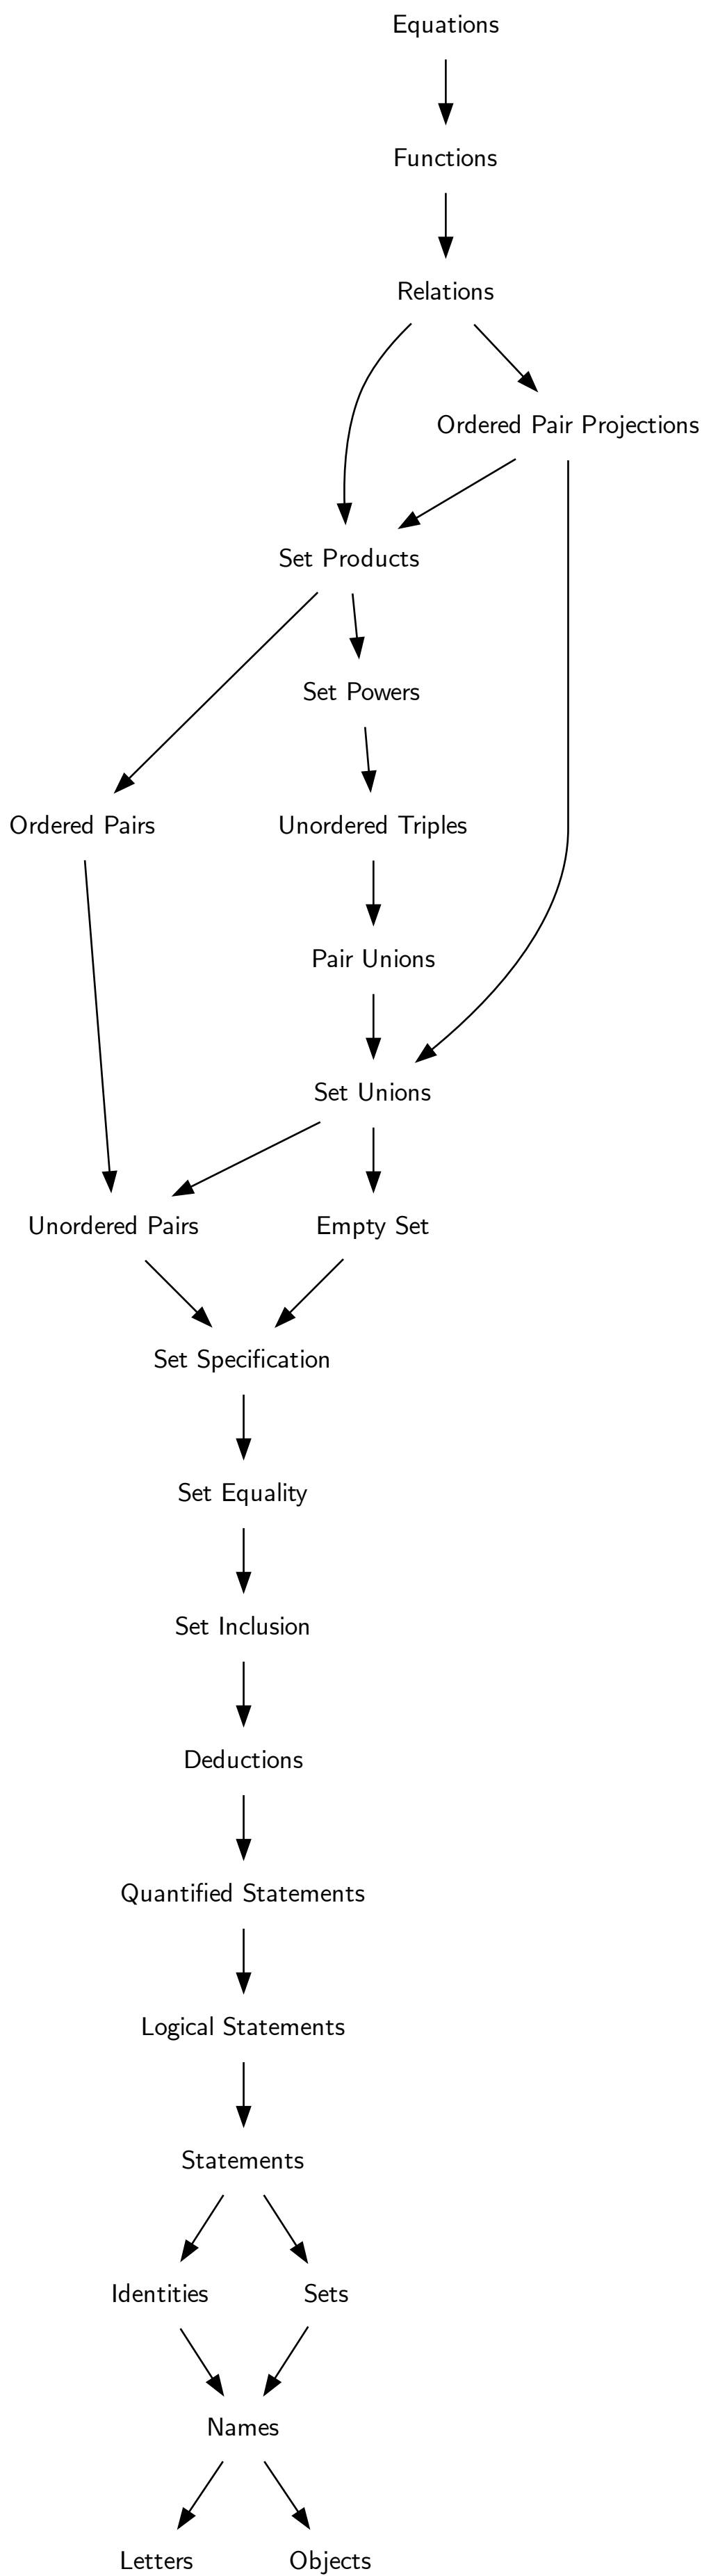 Equations
Functions
Relations
Ordered Pair Projections
Set Products
Set Powers
Ordered Pairs
Unordered Triples
Pair Unions
Set Unions
Unordered Pairs
Empty Set
Set Specification
Set Equality
Set Inclusion
Deductions
Quantified Statements
Logical Statements
Statements
Identities
Sets
Names
Letters
Objects